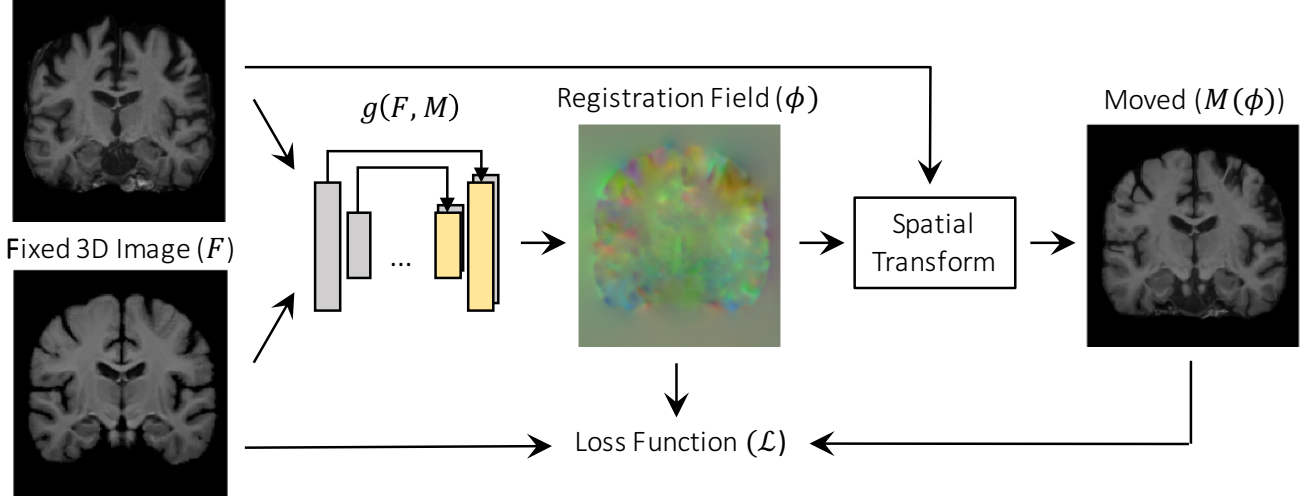 g(F, M)
Registration Field (ϕ)
Moved (M(ϕ))
Spatial
Transform
Fixed 3D Image (F)
...
Loss Function (ℒ)